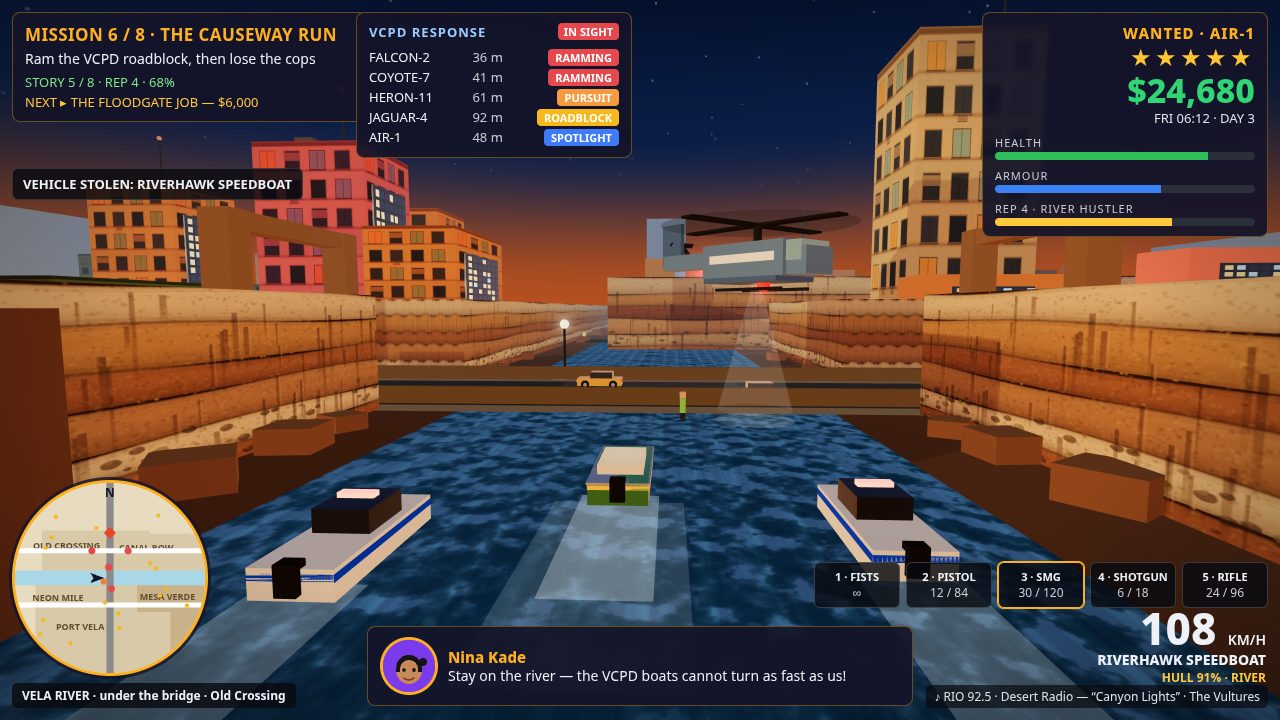 MISSION 6 / 8 · THE CAUSEWAY RUN
Ram the VCPD roadblock, then lose the cops
STORY 5 / 8 · REP 4 · 68%
NEXT ▸ THE FLOODGATE JOB — $6,000
VCPD RESPONSE IN SIGHT
FALCON-2 36 m RAMMING
COYOTE-7 41 m RAMMING
HERON-11 61 m PURSUIT
JAGUAR-4 92 m ROADBLOCK
AIR-1 48 m SPOTLIGHT
WANTED · AIR-1
★★★★★
$24,680
FRI 06:12 · DAY 3
HEALTH
ARMOUR
REP 4 · RIVER HUSTLER
VEHICLE STOLEN: RIVERHAWK SPEEDBOAT
N
OLD CROSSING
CANAL ROW
NEON MILE
MESA VERDE
PORT VELA
VELA RIVER · under the bridge · Old Crossing
Nina Kade
Stay on the river — the VCPD boats cannot turn as fast as us!
1 · FISTS
∞
2 · PISTOL
12 / 84
3 · SMG
30 / 120
4 · SHOTGUN
6 / 18
5 · RIFLE
24 / 96
108 KM/H
RIVERHAWK SPEEDBOAT
HULL 91% · RIVER
♪ RIO 92.5 · Desert Radio — “Canyon Lights” · The Vultures